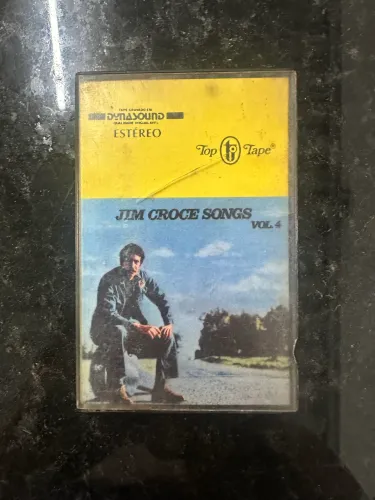 DYNASOUND
ESTÉREO
Top Tape®
JIM CROCE SONGS
VOL. 4